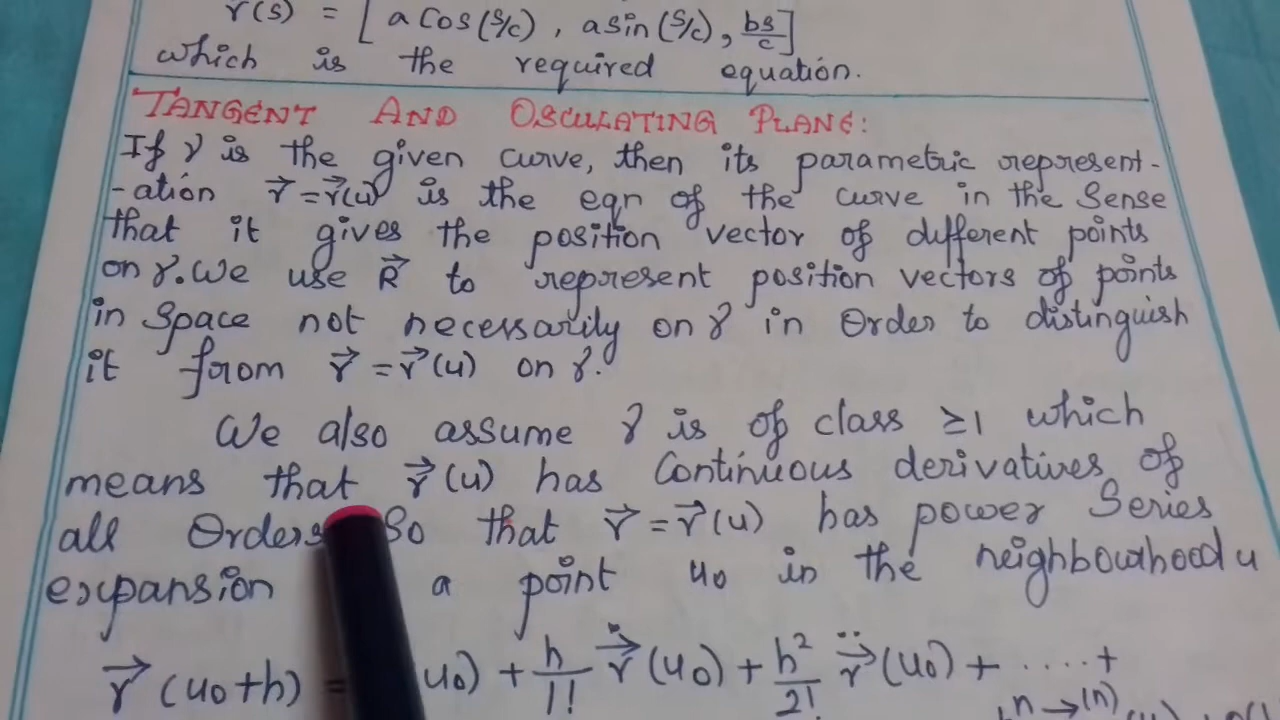 r(s) = [a cos(s/c), a sin(s/c), bs/c]
which is the required equation.
TANGENT AND OSCULATING PLANE:
If γ is the given curve, then its parametric represent-
-ation r⃗ = r⃗(u) is the eqn of the curve in the Sense
that it gives the position vector of different points
on γ. We use R⃗ to represent position vectors of points
in Space not necessarily on γ in Order to distinguish
it from r⃗ = r⃗(u) on γ.
We also assume γ is of class ≥1 which
means that r⃗(u) has Continuous derivatives of
all Orders So that r⃗ = r⃗(u) has power Series
expansion a point u₀ in the neighbourhood u
r⃗(u₀+h) = (u₀) + h/1! ṙ⃗(u₀) + h²/2! r̈⃗(u₀) + ..... +